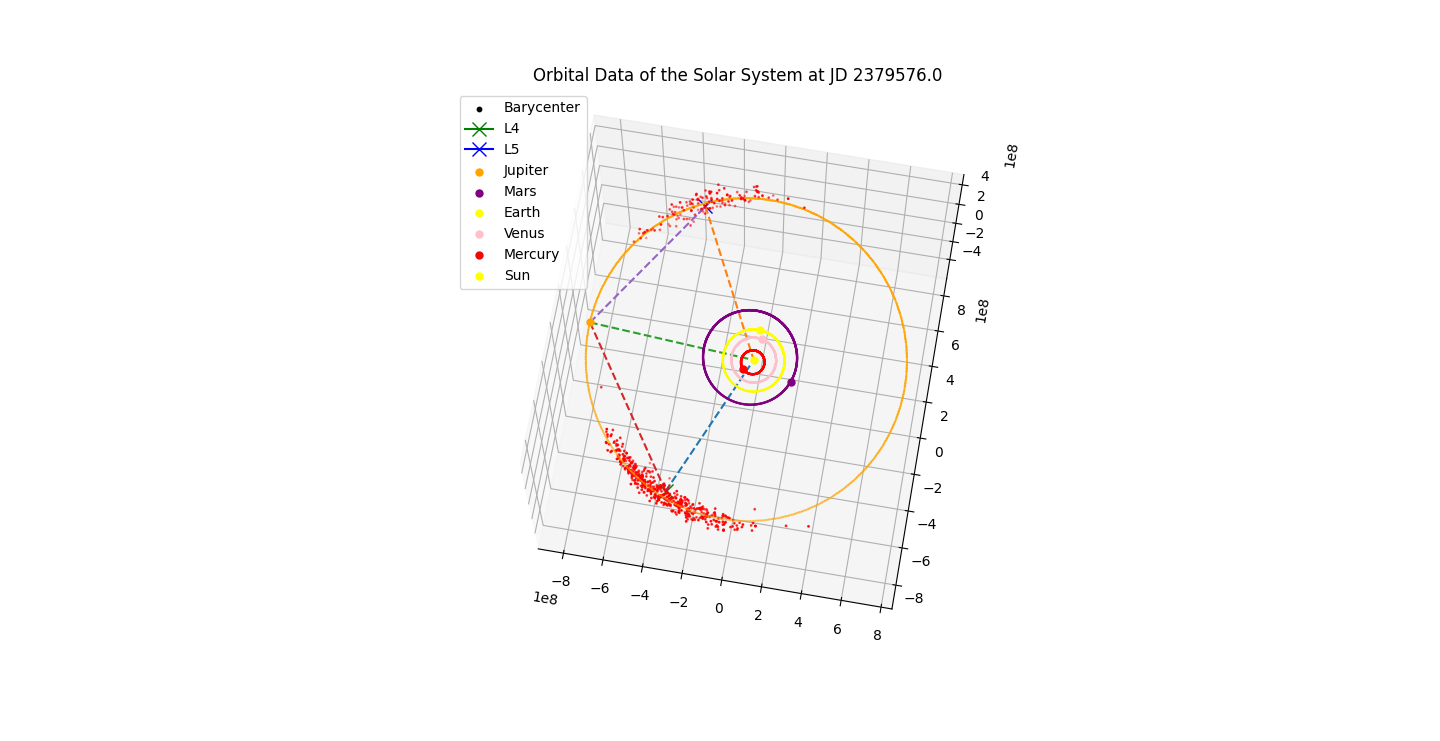 Orbital Data of the Solar System at JD 2379576.0
Barycenter
L4
L5
Jupiter
Mars
Earth
Venus
Mercury
Sun
1e8
4
2
0
−2
−4
1e8
8
6
4
2
0
−2
−4
−6
−8
−8
−6
−4
−2
0
2
4
6
8
1e8